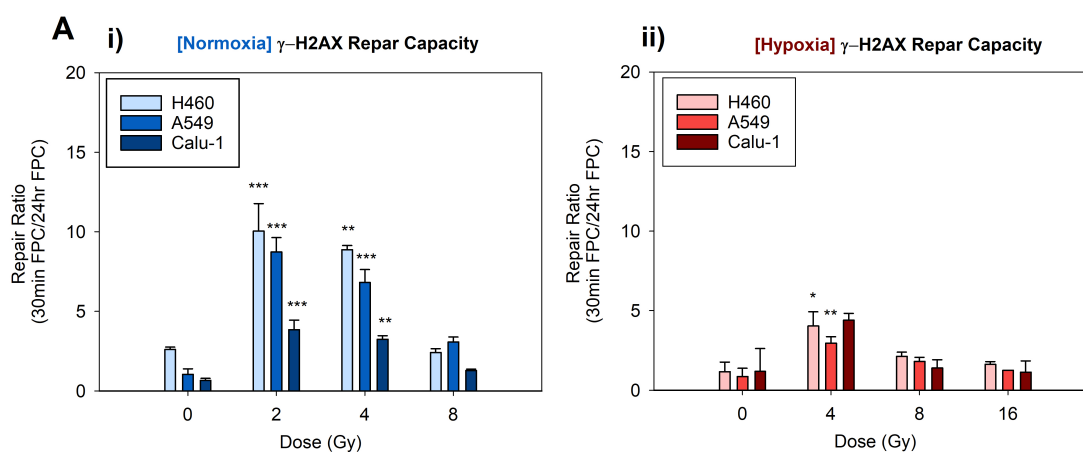 A
i)
[Normoxia] γ−H2AX Repar Capacity
20
15
10
5
0
Repair Ratio
(30min FPC/24hr FPC)
H460
A549
Calu-1
***
***
***
**
***
**
0
2
4
8
Dose (Gy)
ii)
[Hypoxia] γ−H2AX Repar Capacity
20
15
10
5
0
Repair Ratio
(30min FPC/24hr FPC)
H460
A549
Calu-1
*
**
0
4
8
16
Dose (Gy)